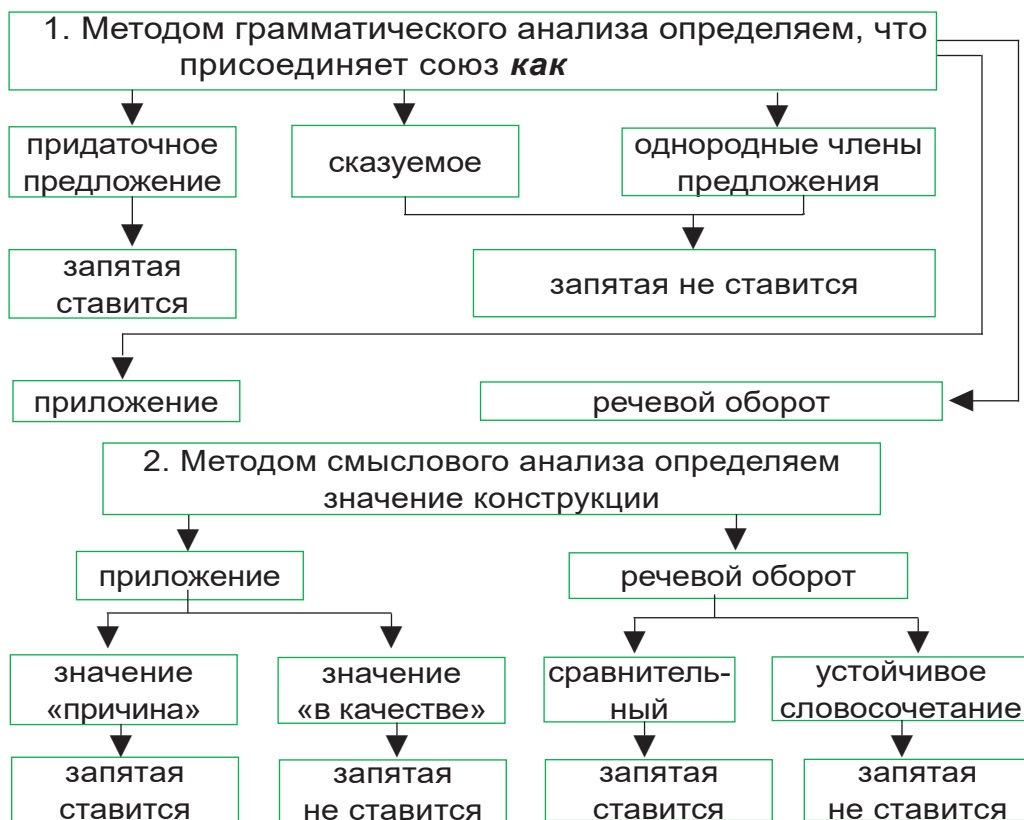 1. Методом грамматического анализа определяем, что
присоединяет союз как
придаточное
предложение
сказуемое
однородные члены
предложения
запятая
ставится
запятая не ставится
приложение
речевой оборот
2. Методом смыслового анализа определяем
значение конструкции
приложение
речевой оборот
значение
«причина»
значение
«в качестве»
сравнитель-
ный
устойчивое
словосочетание
запятая
ставится
запятая
не ставится
запятая
ставится
запятая
не ставится